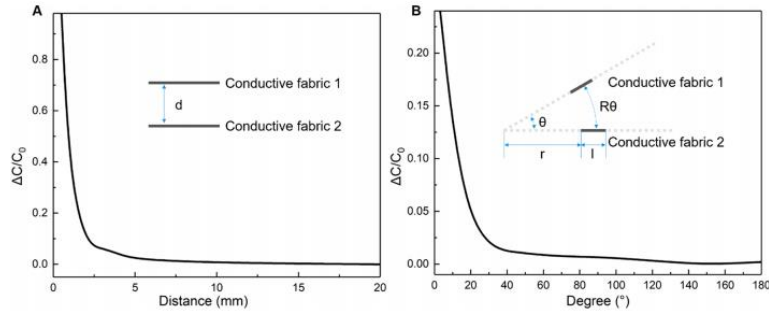 A
ΔC/C₀
0.8
0.6
0.4
0.2
0.0
0
5
10
15
20
Distance (mm)
Conductive fabric 1
d
Conductive fabric 2
B
ΔC/C₀
0.20
0.15
0.10
0.05
0.00
0
20
40
60
80
100
120
140
160
180
Degree (°)
Conductive fabric 1
Rθ
θ
Conductive fabric 2
r
l